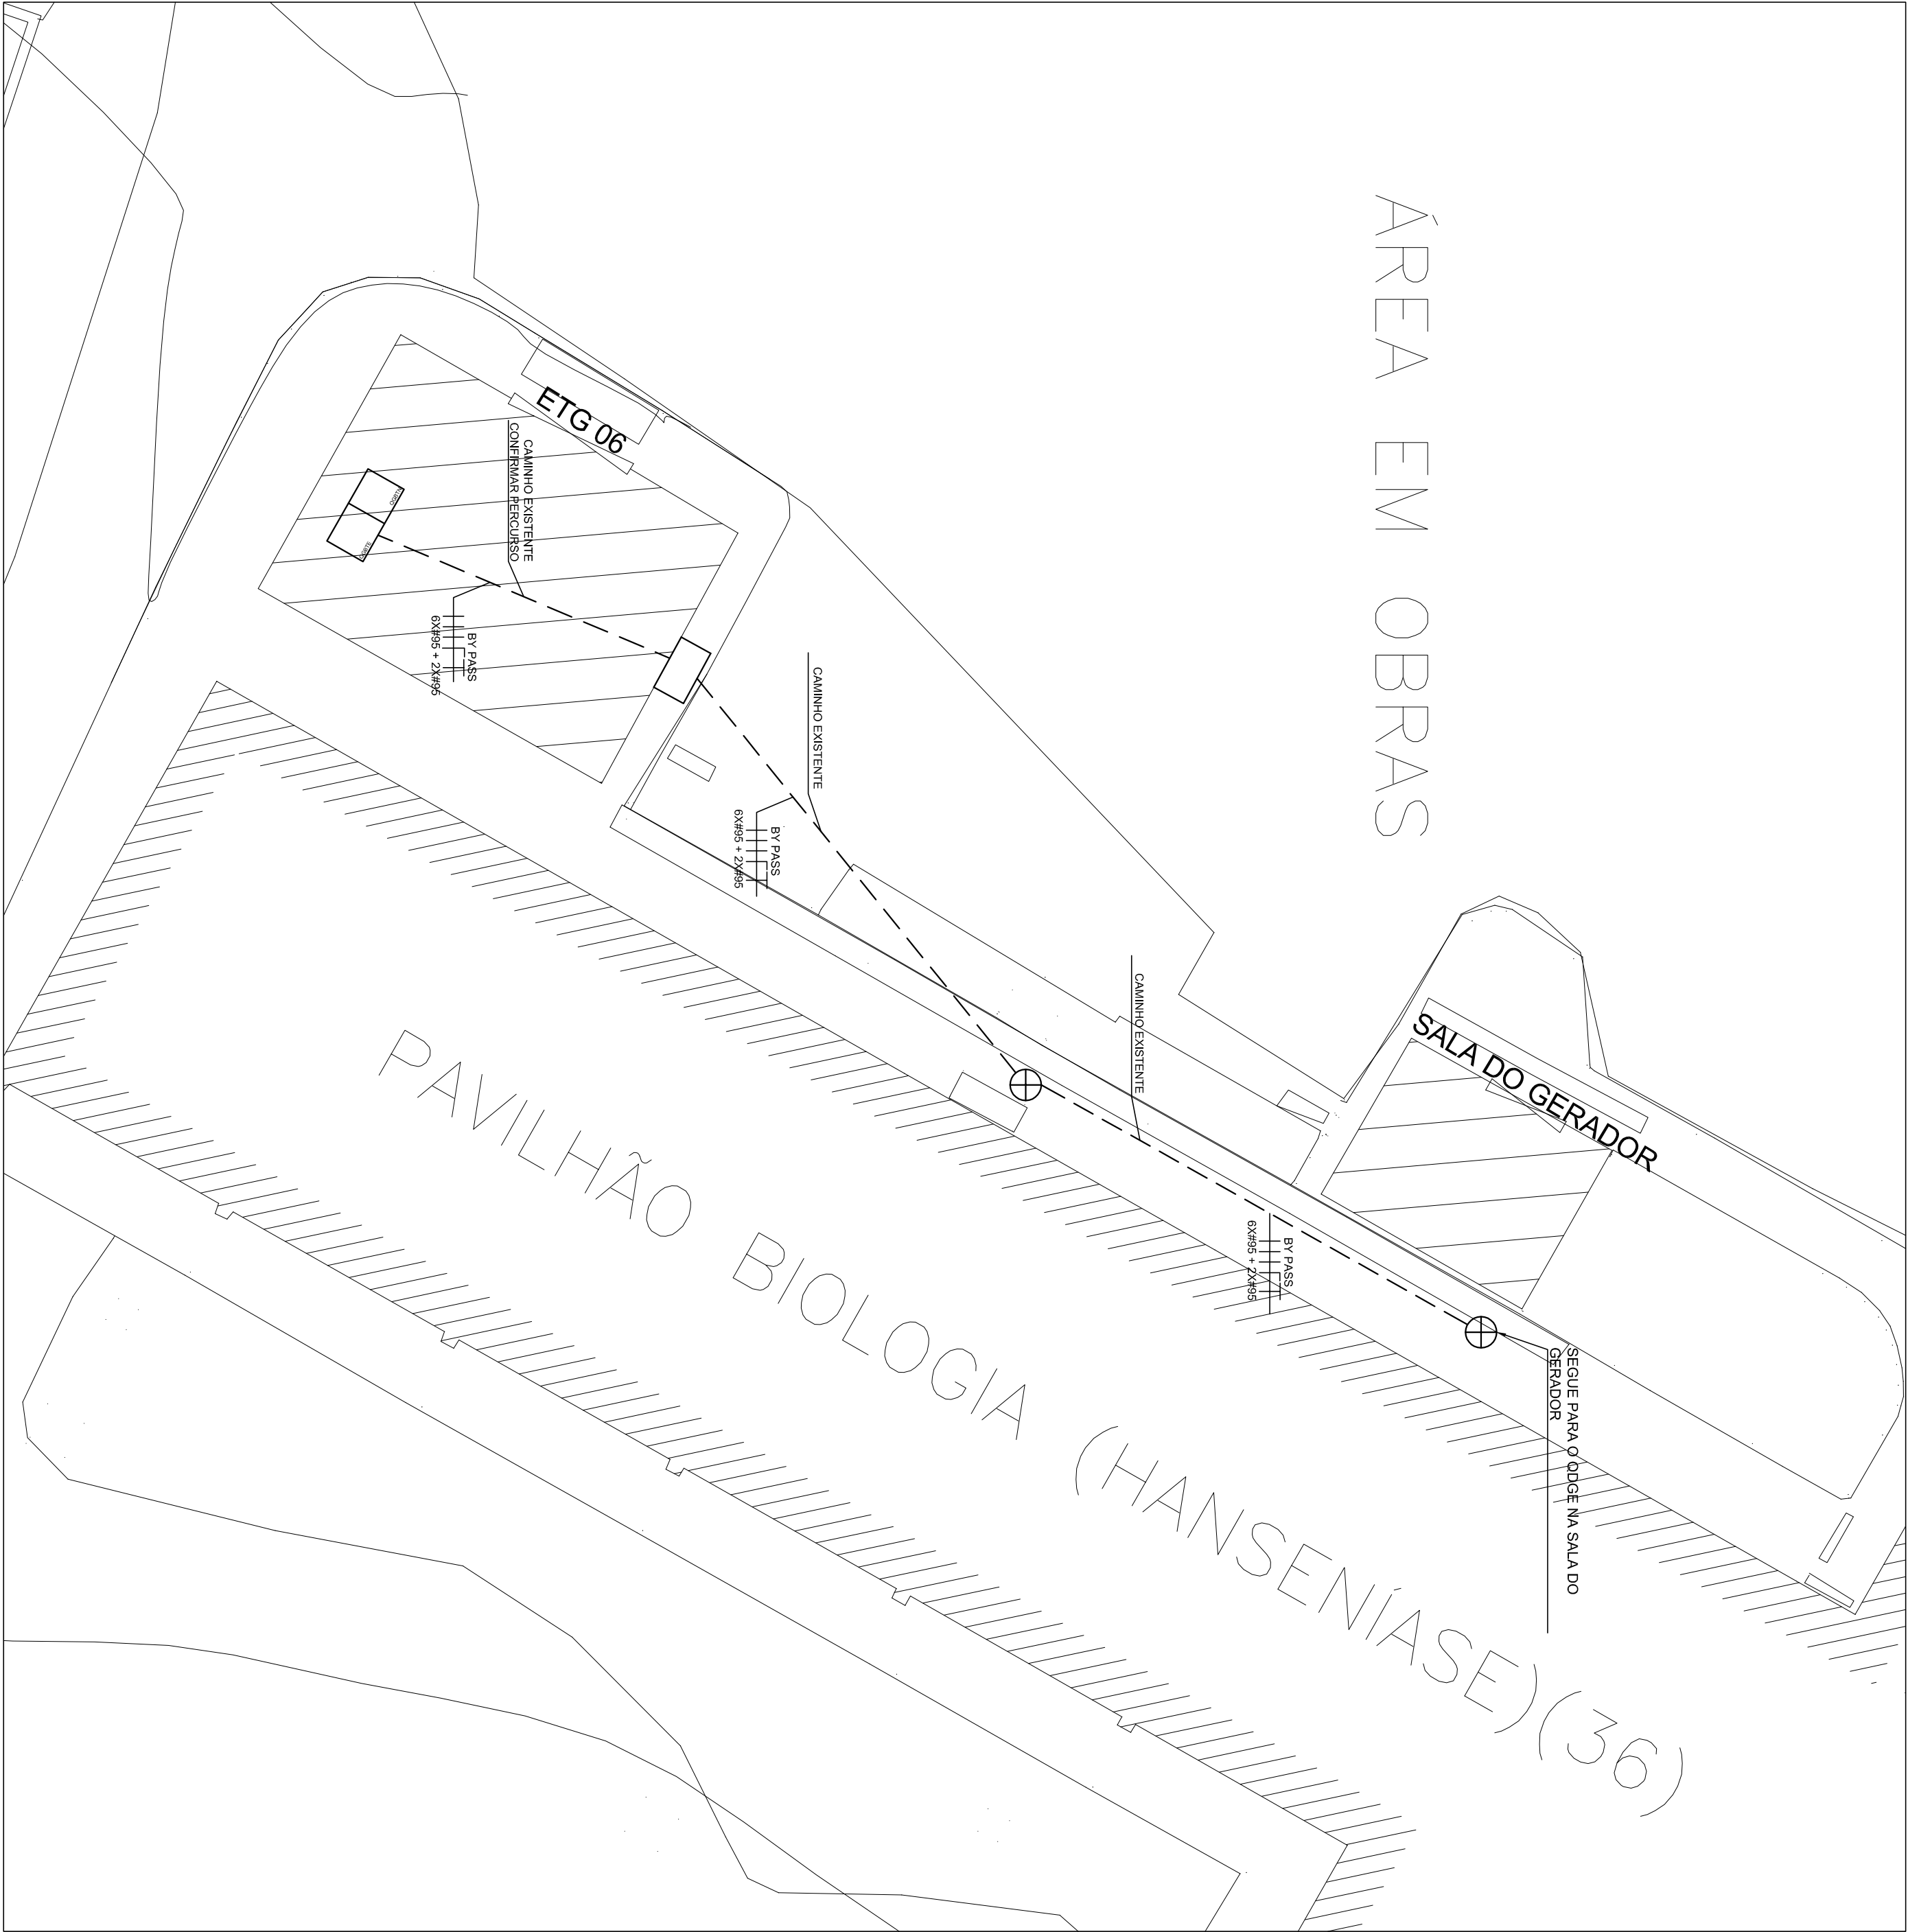 ÁREA EM OBRAS
ETG 06
CAMINHO EXISTENTE
CONFIRMAR PERCURSO
BY PASS
6X#95 + 2X#95
CAMINHO EXISTENTE
BY PASS
6X#95 + 2X#95
CAMINHO EXISTENTE
SALA DO GERADOR
BY PASS
6X#95 + 2X#95
SEGUE PARA O QDGE NA SALA DO
GERADOR
PAVILHÃO BIOLOGIA (HANSENÍASE)(36)